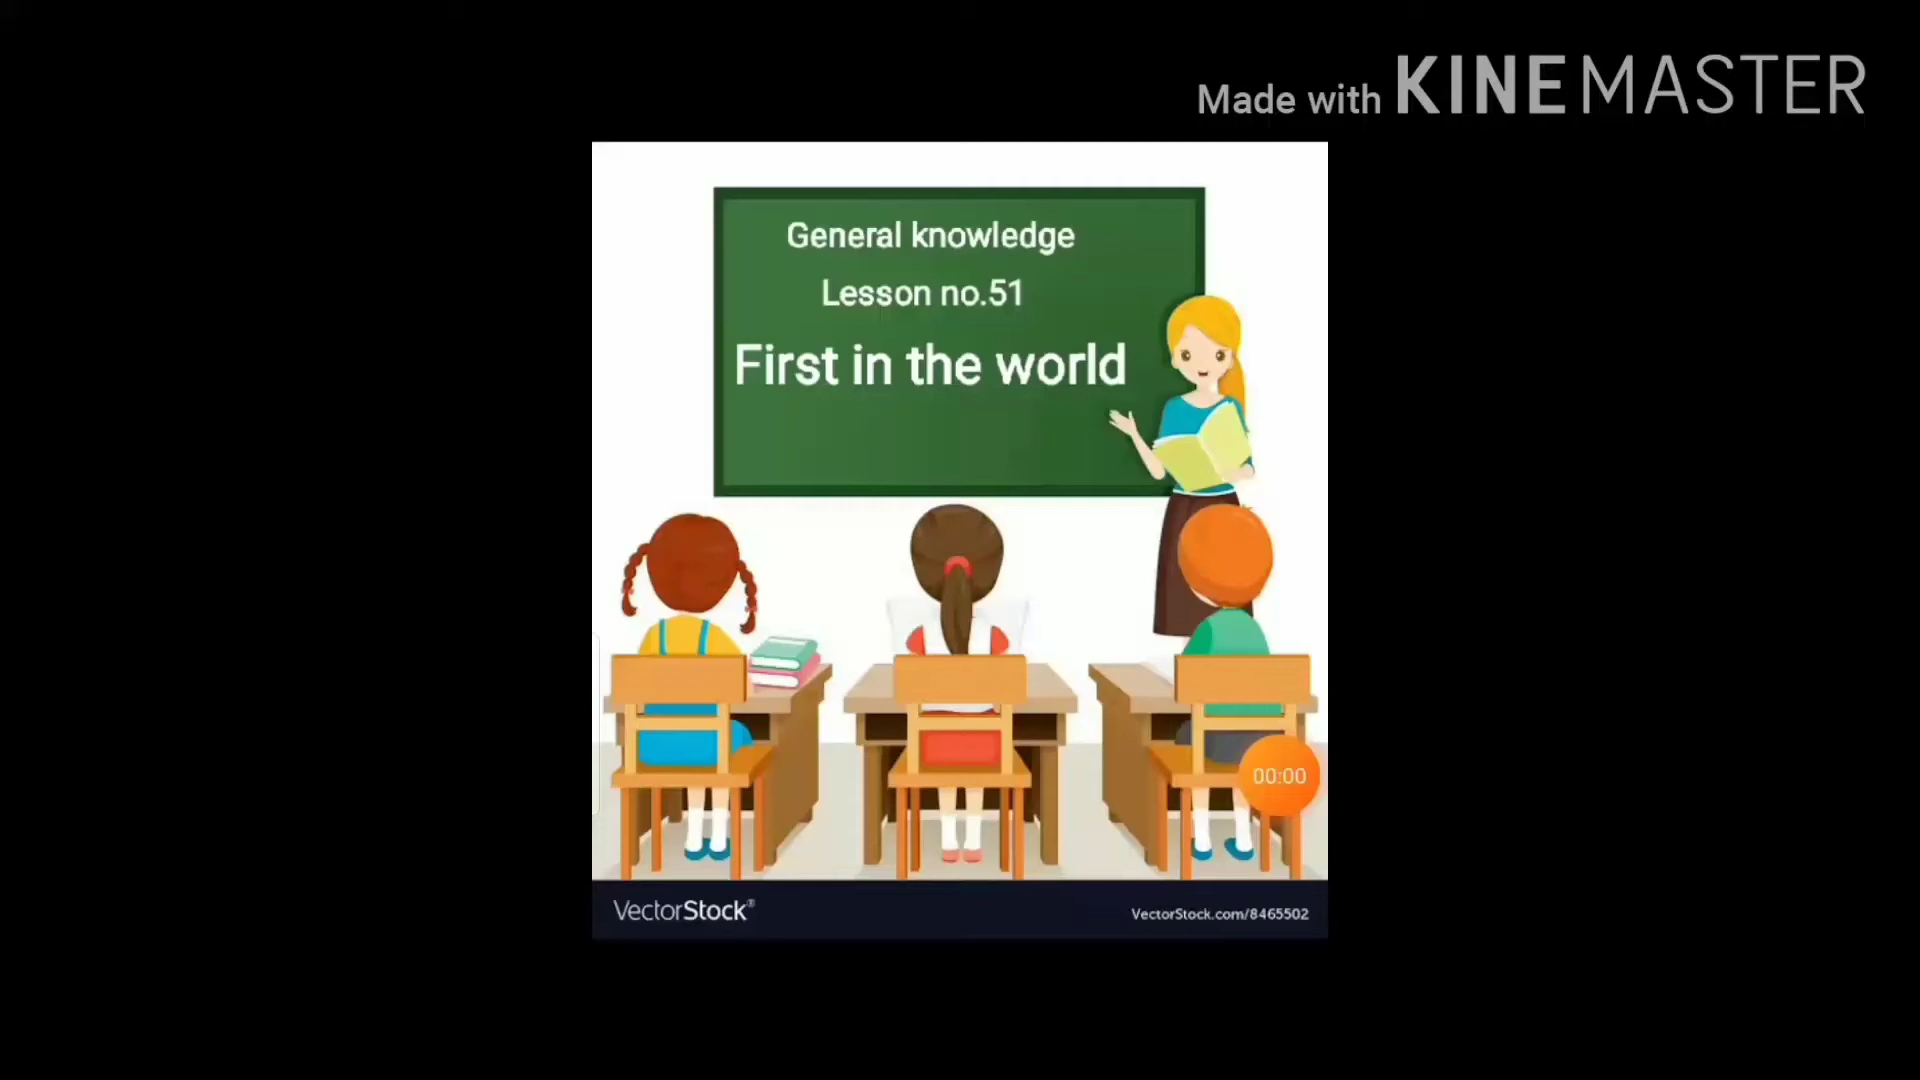 Made with KINEMASTER
General knowledge
Lesson no.51
First in the world
00:00
VectorStock®
VectorStock.com/8465502